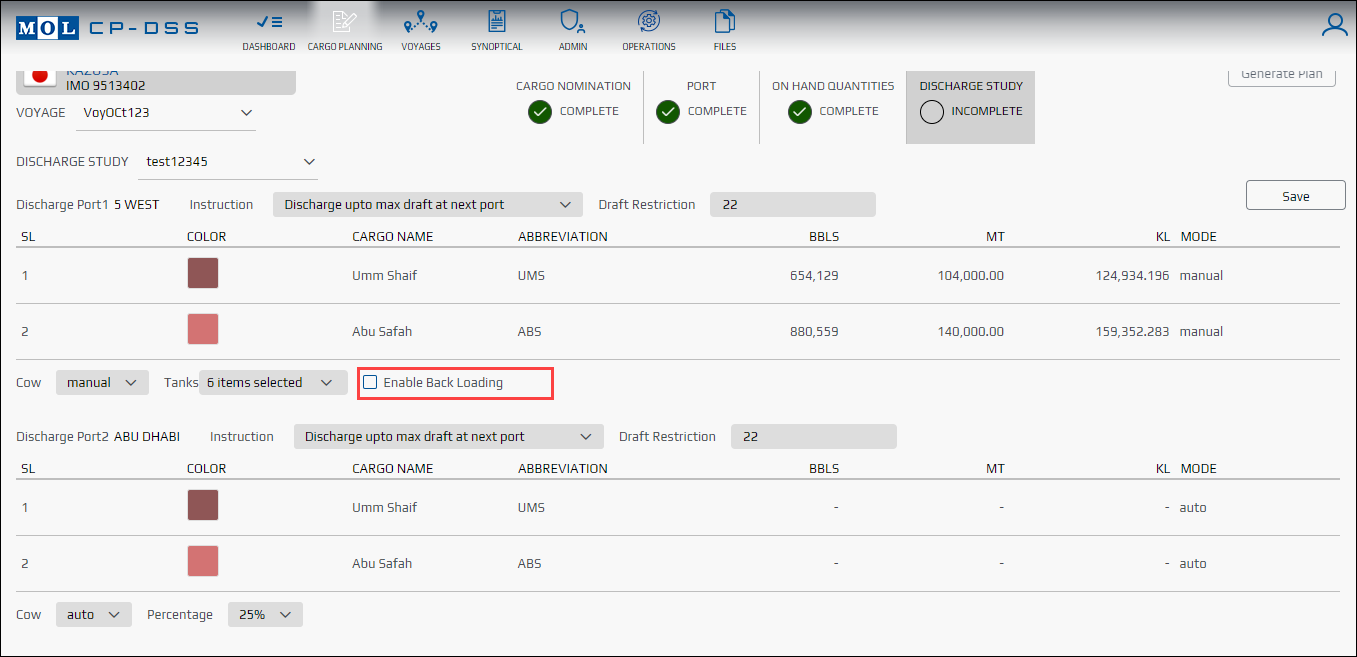 MOL CP-DSS
DASHBOARD CARGO PLANNING VOYAGES SYNOPTICAL ADMIN OPERATIONS FILES
KAZUSA
IMO 9513402
CARGO NOMINATION PORT ON HAND QUANTITIES DISCHARGE STUDY
COMPLETE COMPLETE COMPLETE INCOMPLETE
Generate Plan
VOYAGE VoyOCt123
DISCHARGE STUDY test12345
Discharge Port1 5 WEST Instruction Discharge upto max draft at next port Draft Restriction 22
Save
SL COLOR CARGO NAME ABBREVIATION BBLS MT KL MODE
1 Umm Shaif UMS 654,129 104,000.00 124,934.196 manual
2 Abu Safah ABS 880,559 140,000.00 159,352.283 manual
Cow manual Tanks 6 items selected Enable Back Loading
Discharge Port2 ABU DHABI Instruction Discharge upto max draft at next port Draft Restriction 22
SL COLOR CARGO NAME ABBREVIATION BBLS MT KL MODE
1 Umm Shaif UMS - - - auto
2 Abu Safah ABS - - - auto
Cow auto Percentage 25%